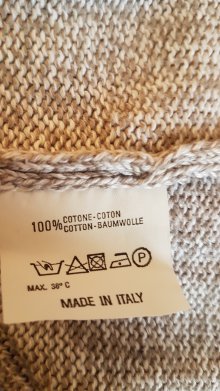 100% COTONE-COTON
COTTON-BAUMWOLLE
P
MAX. 30° C
MADE IN ITALY